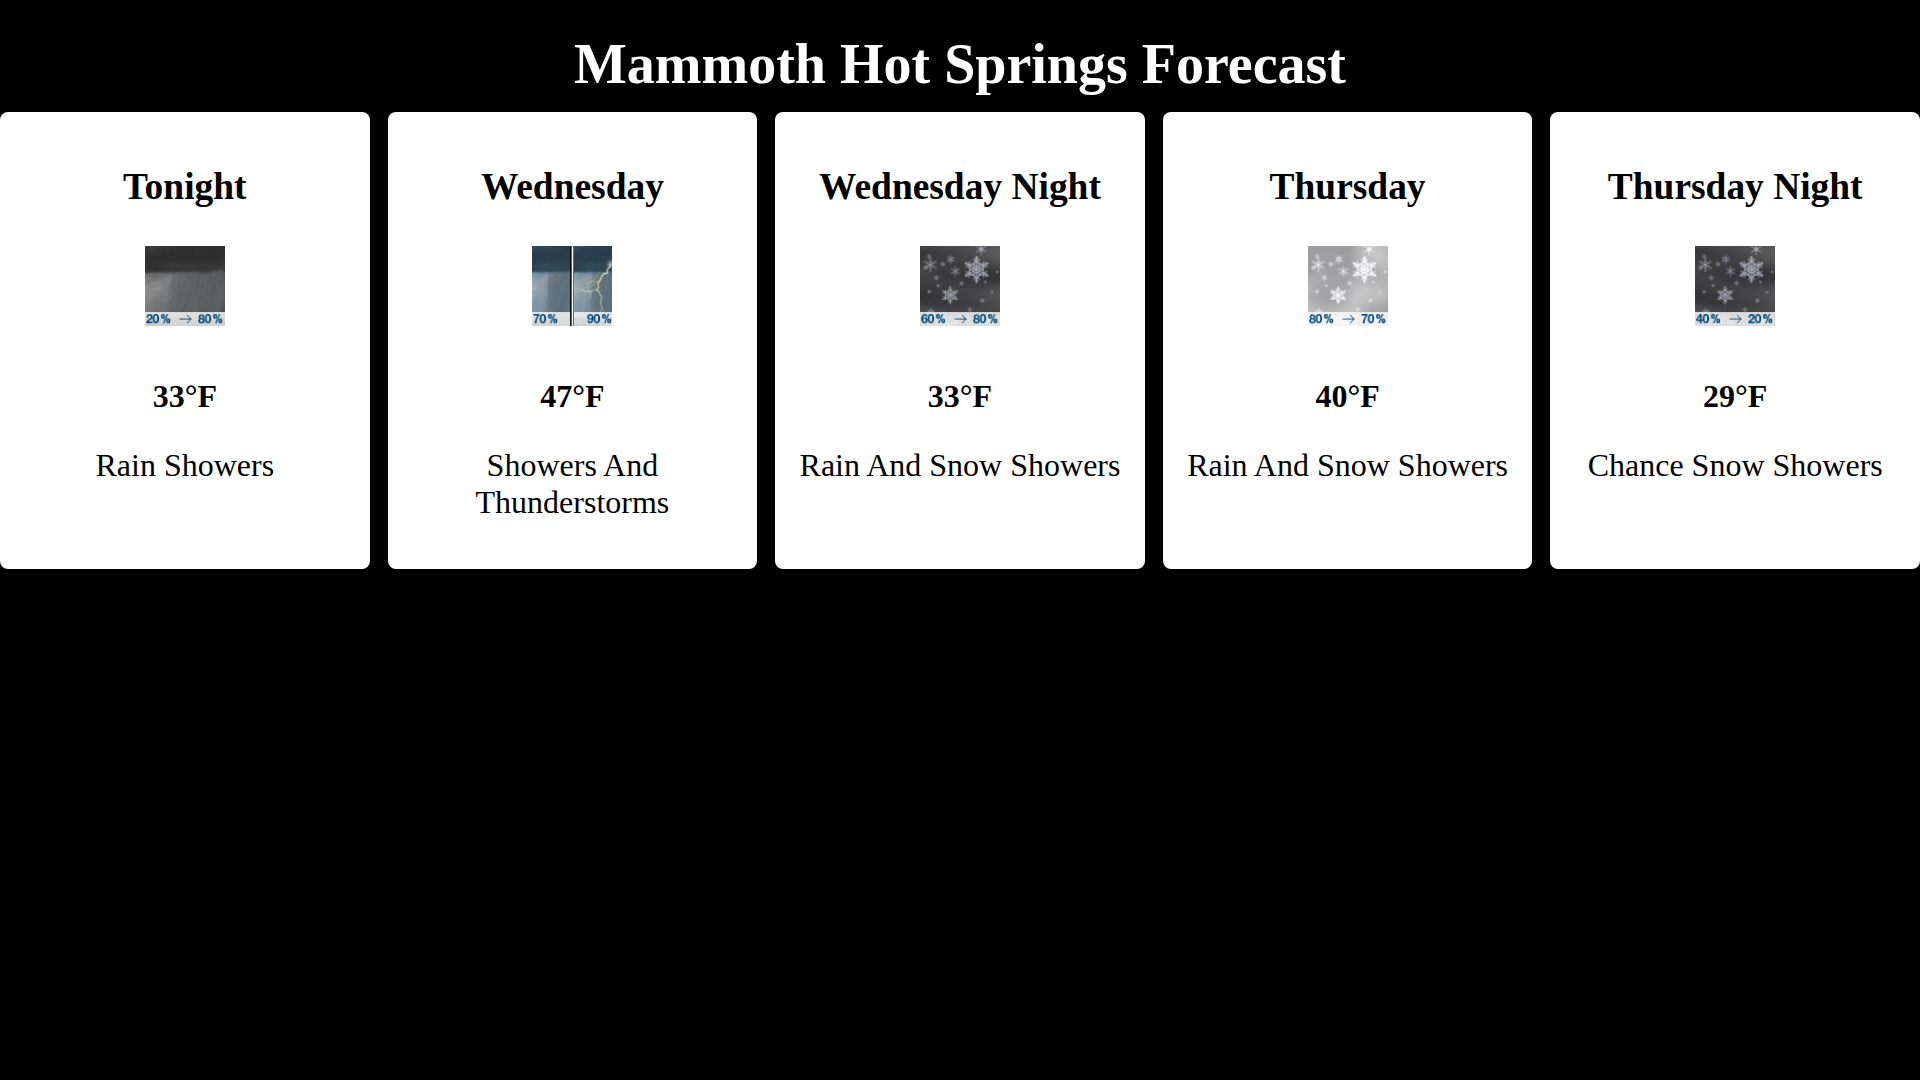 Mammoth Hot Springs Forecast
Tonight
20% → 80%
33°F
Rain Showers
Wednesday
70% 90%
47°F
Showers And
Thunderstorms
Wednesday Night
60% → 80%
33°F
Rain And Snow Showers
Thursday
80% → 70%
40°F
Rain And Snow Showers
Thursday Night
40% → 20%
29°F
Chance Snow Showers